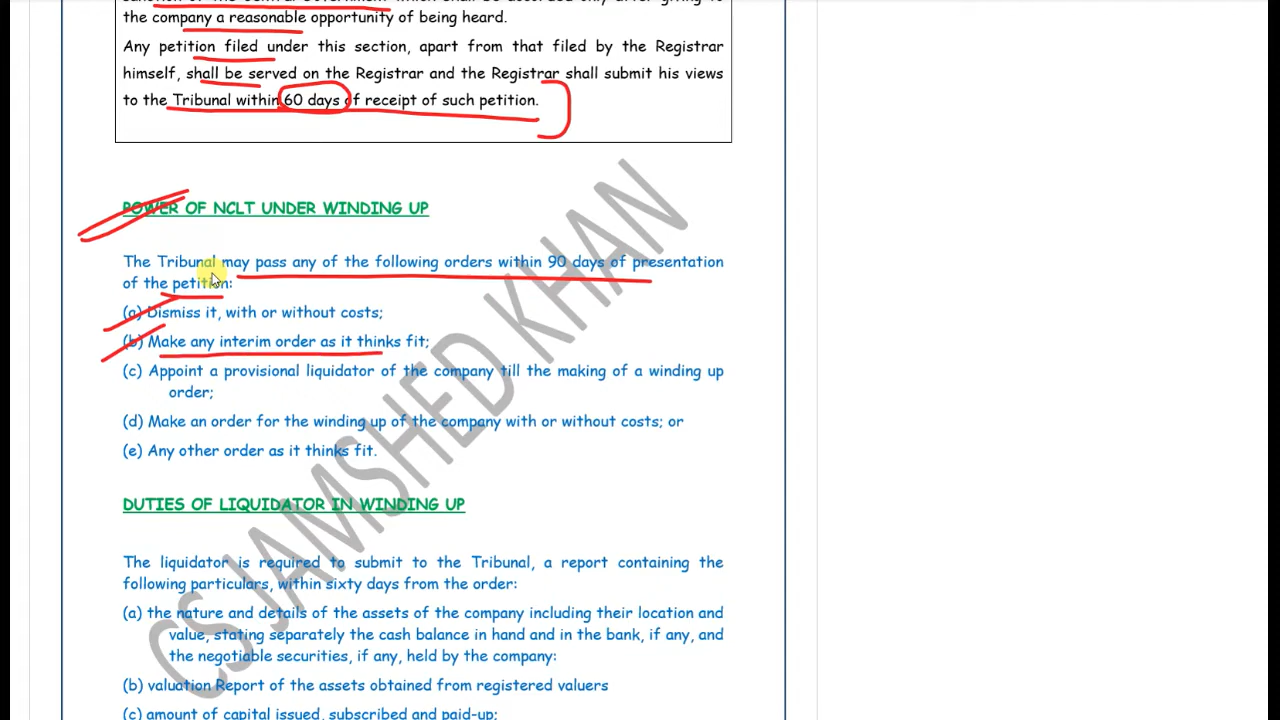 the company a reasonable opportunity of being heard.
Any petition filed under this section, apart from that filed by the Registrar
himself, shall be served on the Registrar and the Registrar shall submit his views
to the Tribunal within 60 days of receipt of such petition.
POWER OF NCLT UNDER WINDING UP
The Tribunal may pass any of the following orders within 90 days of presentation
of the petition:
(a) Dismiss it, with or without costs;
(b) Make any interim order as it thinks fit;
(c) Appoint a provisional liquidator of the company till the making of a winding up
order;
(d) Make an order for the winding up of the company with or without costs; or
(e) Any other order as it thinks fit.
DUTIES OF LIQUIDATOR IN WINDING UP
The liquidator is required to submit to the Tribunal, a report containing the
following particulars, within sixty days from the order:
(a) the nature and details of the assets of the company including their location and
value, stating separately the cash balance in hand and in the bank, if any, and
the negotiable securities, if any, held by the company:
(b) valuation Report of the assets obtained from registered valuers
(c) amount of capital issued, subscribed and paid-up;
CS JAMSHED KHAN